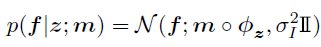 p(f|z; m) = 𝒩(f; m ∘ ϕ_z, σ_I^2 𝕀)